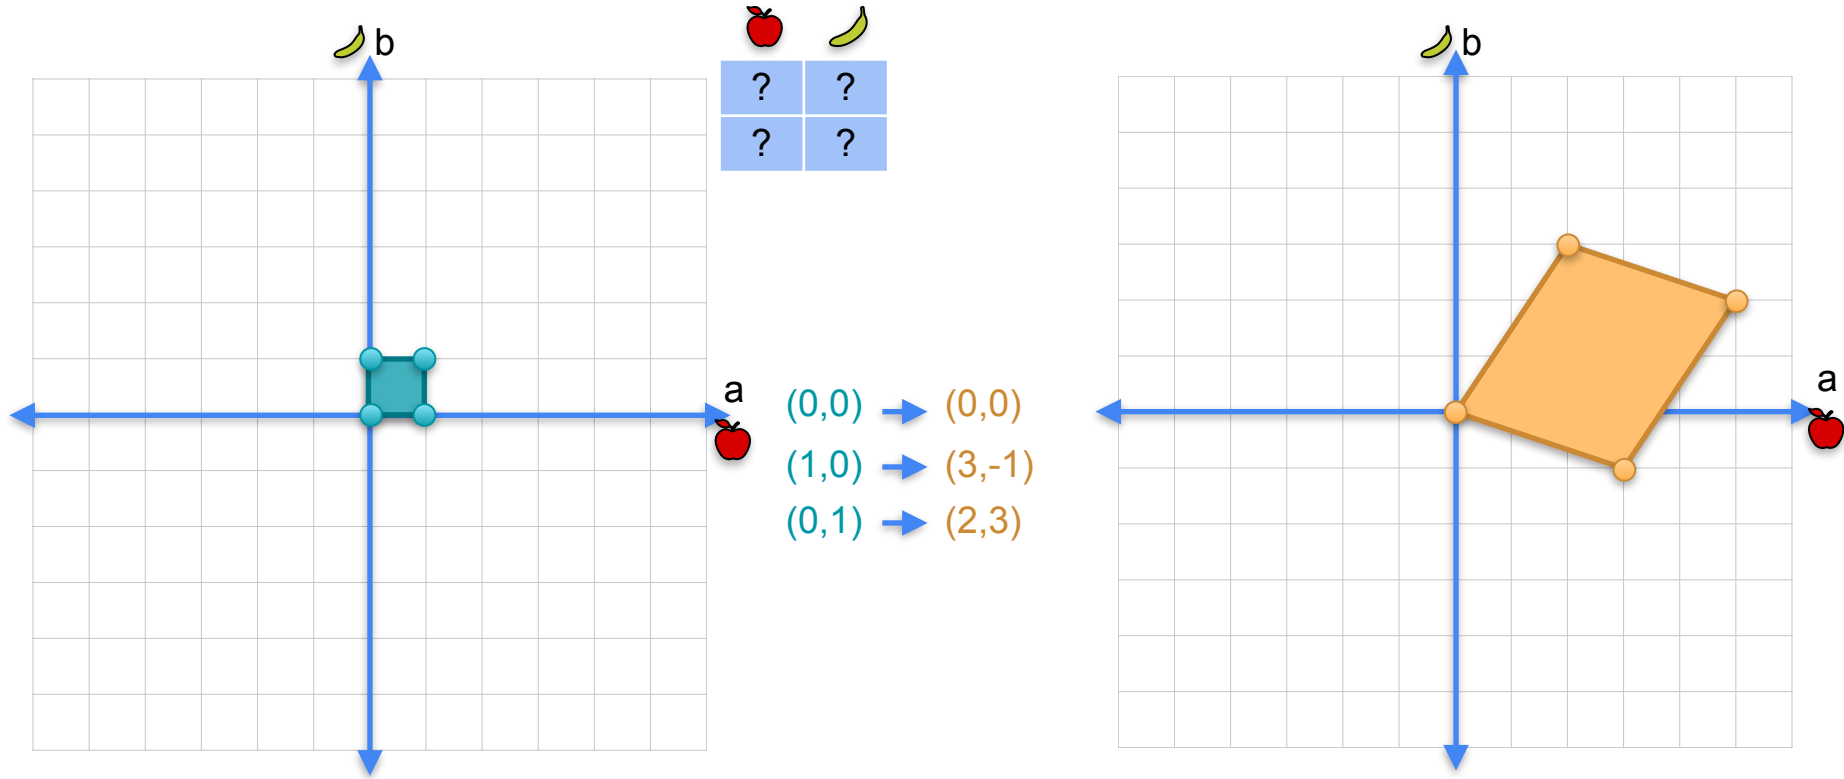 b
? ?
? ?
a
(0,0) (0,0)
(1,0) (3,-1)
(0,1) (2,3)
b
a